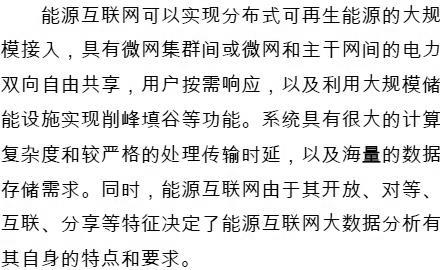 能源互联网可以实现分布式可再生能源的大规
模接入，具有微网集群间或微网和主干网间的电力
双向自由共享，用户按需响应，以及利用大规模储
能设施实现削峰填谷等功能。系统具有很大的计算
复杂度和较严格的处理传输时延，以及海量的数据
存储需求。同时，能源互联网由于其开放、对等、
互联、分享等特征决定了能源互联网大数据分析有
其自身的特点和要求。